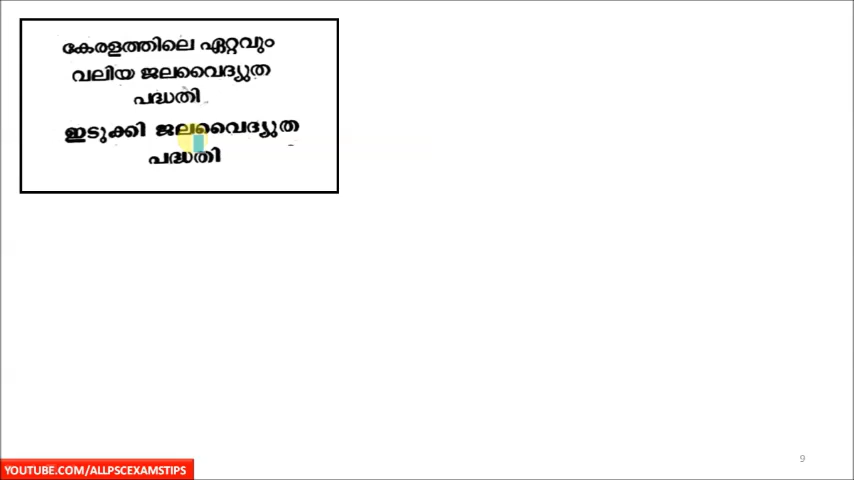 കേരളത്തിലെ ഏറ്റവും
വലിയ ജലവൈദ്യുത
പദ്ധതി
ഇടുക്കി ജലവൈദ്യുത
പദ്ധതി
9
YOUTUBE.COM/ALLPSCEXAMSTIPS